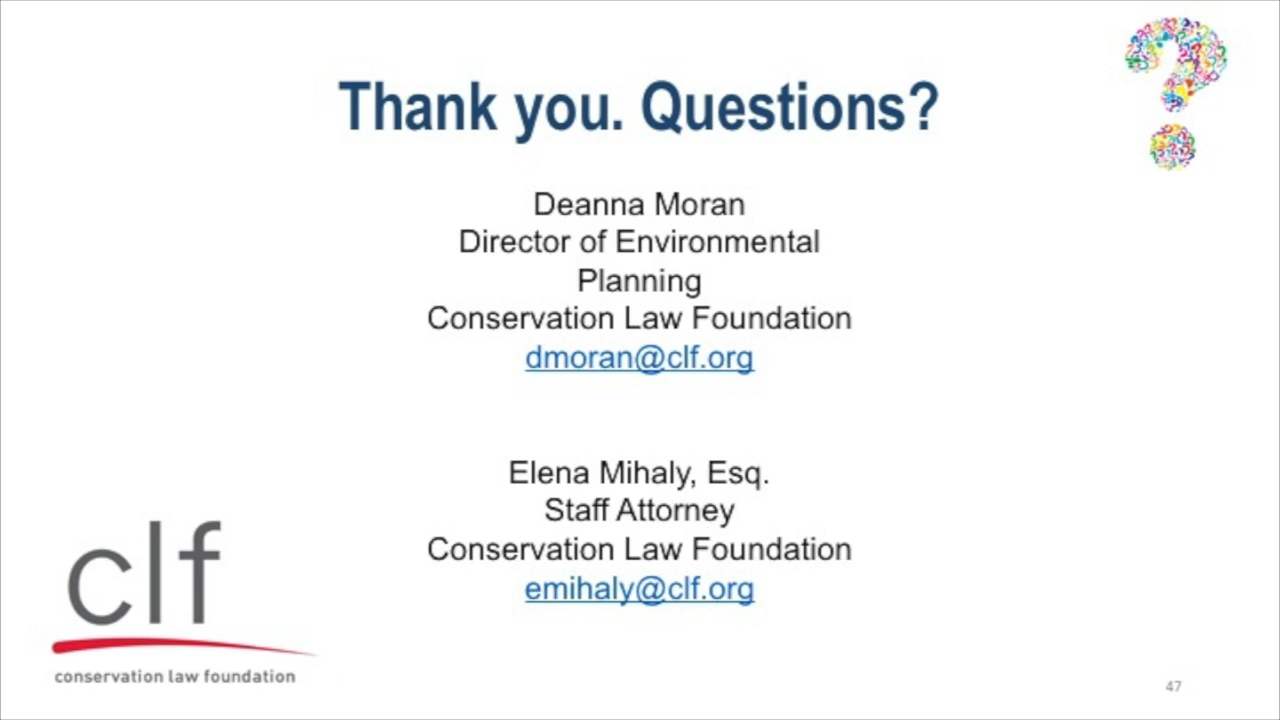 Thank you. Questions?
Deanna Moran
Director of Environmental
Planning
Conservation Law Foundation
dmoran@clf.org
Elena Mihaly, Esq.
Staff Attorney
Conservation Law Foundation
emihaly@clf.org
clf
conservation law foundation
47